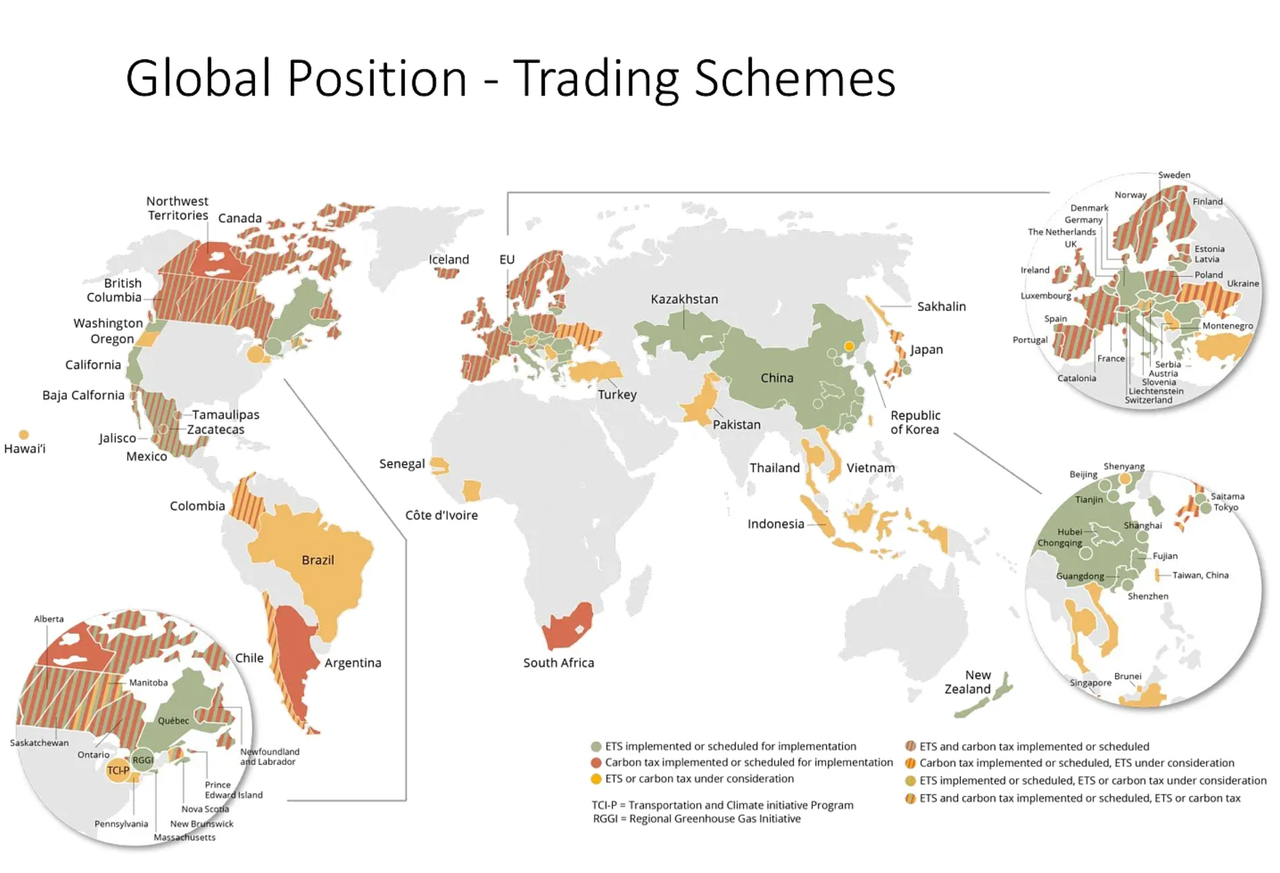 Global Position - Trading Schemes
Northwest
Territories
Canada
British
Columbia
Washington
Oregon
California
Baja Calfornia
Hawai'i
Tamaulipas
Zacatecas
Jalisco
Mexico
Iceland
EU
Kazakhstan
Sakhalin
Japan
China
Turkey
Pakistan
Republic
of Korea
Senegal
Thailand
Vietnam
Côte d'Ivoire
Indonesia
Colombia
Brazil
Chile
Argentina
South Africa
New
Zealand
Sweden
Norway
Finland
Denmark
Germany
The Netherlands
UK
Estonia
Latvia
Ireland
Poland
Ukraine
Luxembourg
Spain
Montenegro
Portugal
France
Serbia
Austria
Catalonia
Slovenia
Liechtenstein
Switzerland
Shenyang
Beijing
Tianjin
Saitama
Tokyo
Shanghai
Hubei
Chongqing
Fujian
Guangdong
Taiwan, China
Shenzhen
Singapore
Brunei
Alberta
Manitoba
Québec
Saskatchewan
Ontario
Newfoundland
and Labrador
RGGI
TCI-P
Prince
Edward Island
Nova Scotia
Pennsylvania
New Brunswick
Massachusetts
ETS implemented or scheduled for implementation
Carbon tax implemented or scheduled for implementation
ETS or carbon tax under consideration
TCI-P = Transportation and Climate initiative Program
RGGI = Regional Greenhouse Gas Initiative
ETS and carbon tax implemented or scheduled
Carbon tax implemented or scheduled, ETS under consideration
ETS implemented or scheduled, ETS or carbon tax under consideration
ETS and carbon tax implemented or scheduled, ETS or carbon tax